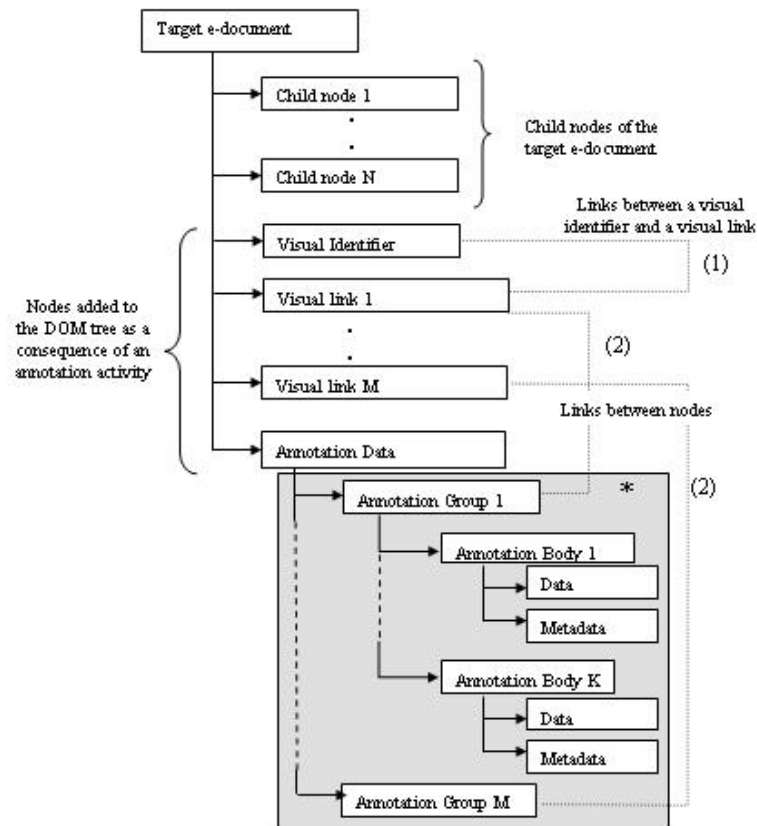 Target e-document
Child node 1
Child node N
Child nodes of the
target e-document
Links between a visual
identifier and a visual link
Visual Identifier
(1)
Visual link 1
Nodes added to
the DOM tree as a
consequence of an
annotation activity
(2)
Visual link M
Links between nodes
Annotation Data
*
(2)
Annotation Group 1
Annotation Body 1
Data
Metadata
Annotation Body K
Data
Metadata
Annotation Group M